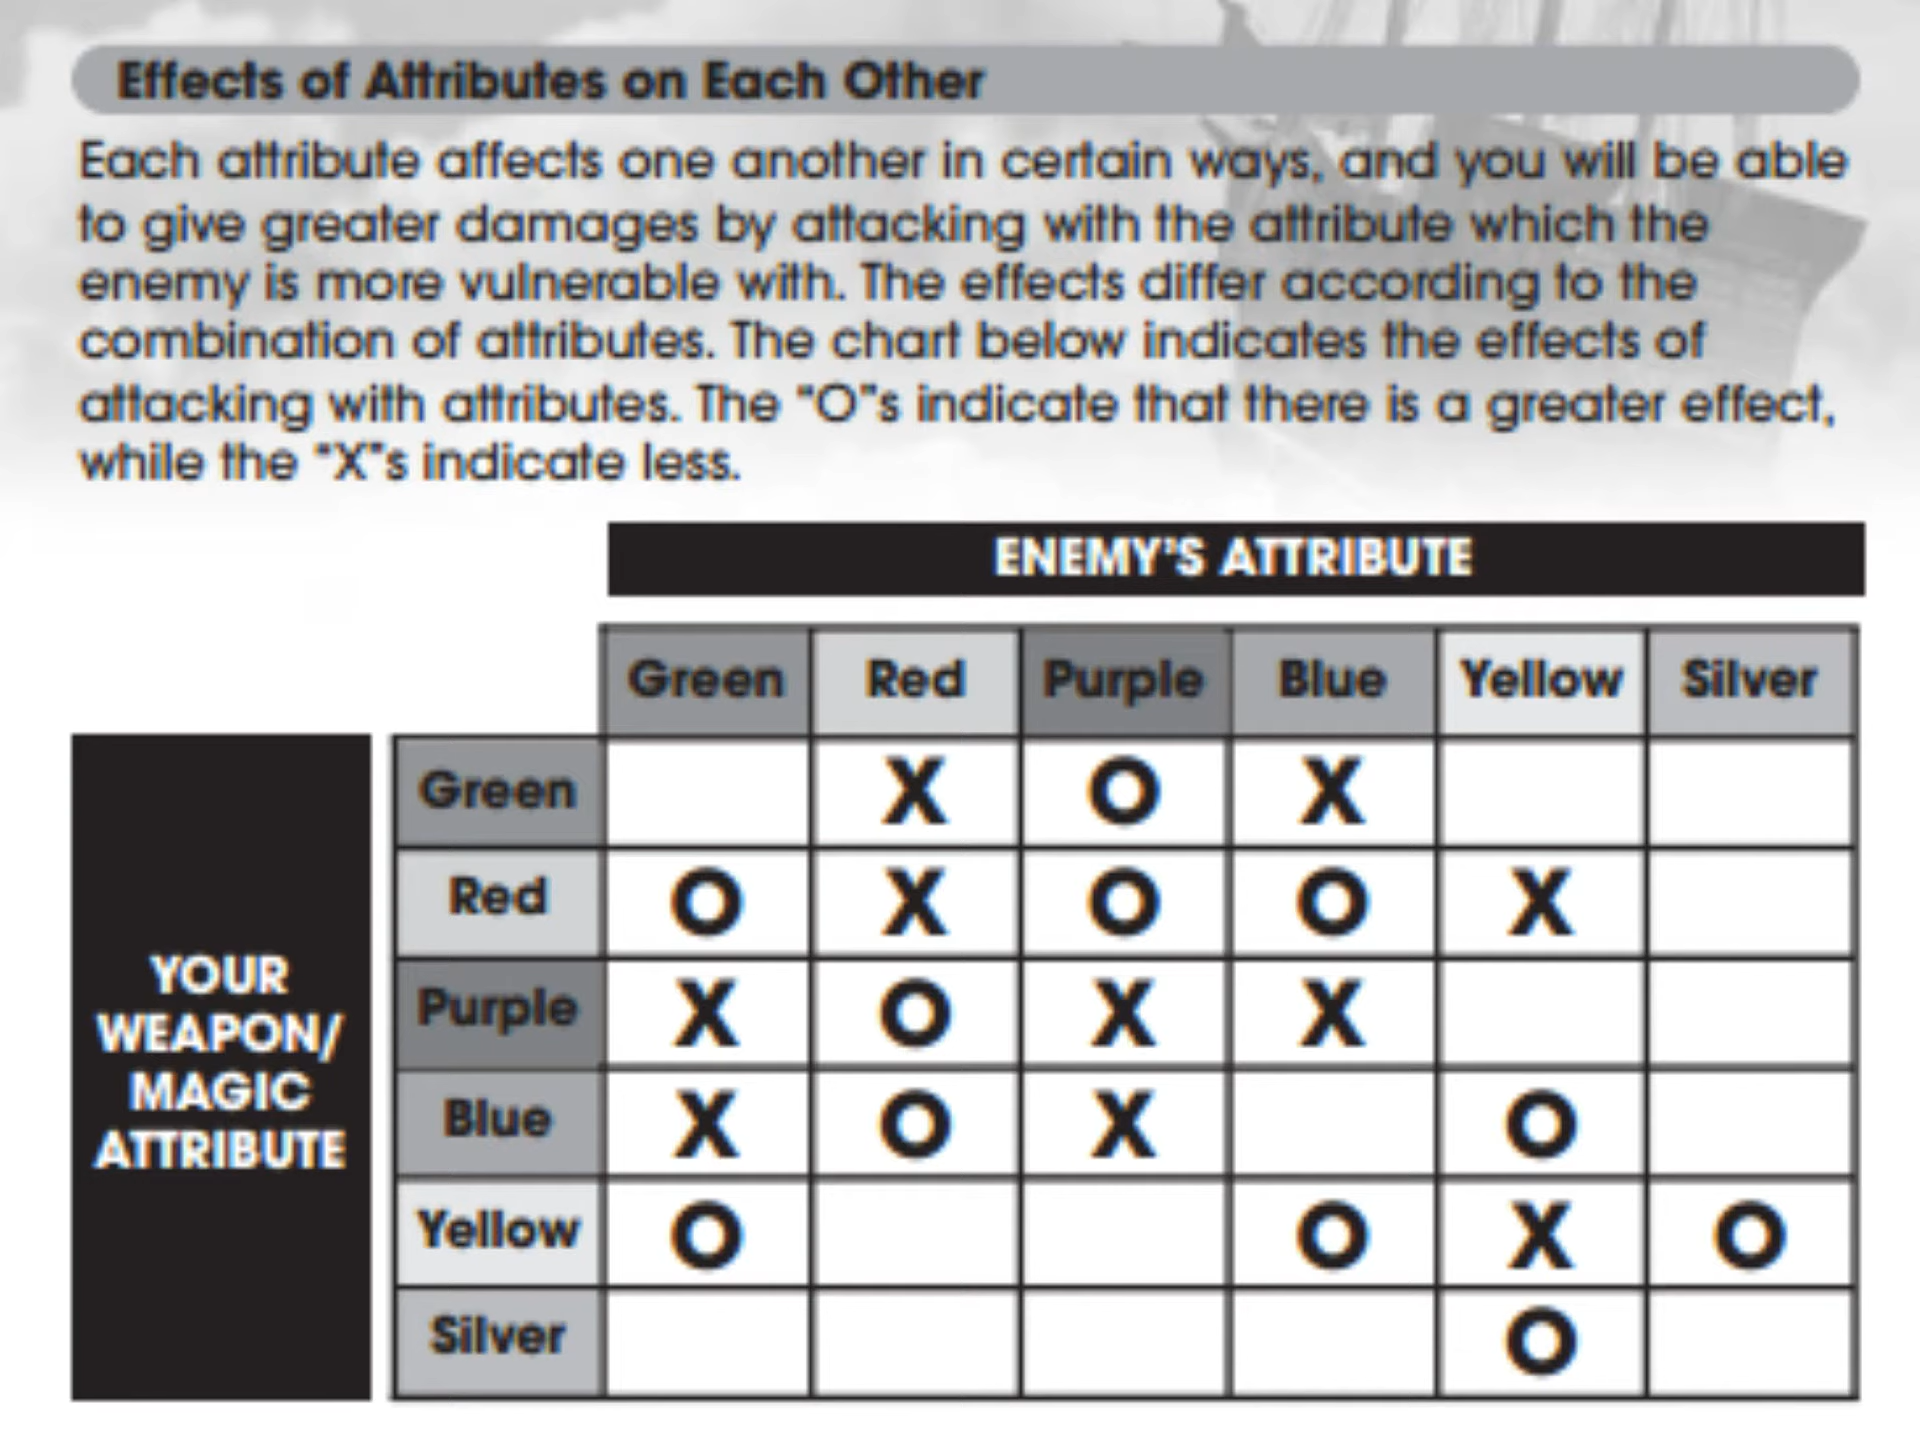 Effects of Attributes on Each Other
Each attribute affects one another in certain ways, and you will be able
to give greater damages by attacking with the attribute which the
enemy is more vulnerable with. The effects differ according to the
combination of attributes. The chart below indicates the effects of
attacking with attributes. The "O"s indicate that there is a greater effect,
while the "X"s indicate less.
ENEMY'S ATTRIBUTE
Green Red Purple Blue Yellow Silver
YOUR
WEAPON/
MAGIC
ATTRIBUTE
Green X O X
Red O X O O X
Purple X O X X
Blue X O X O
Yellow O O X O
Silver O